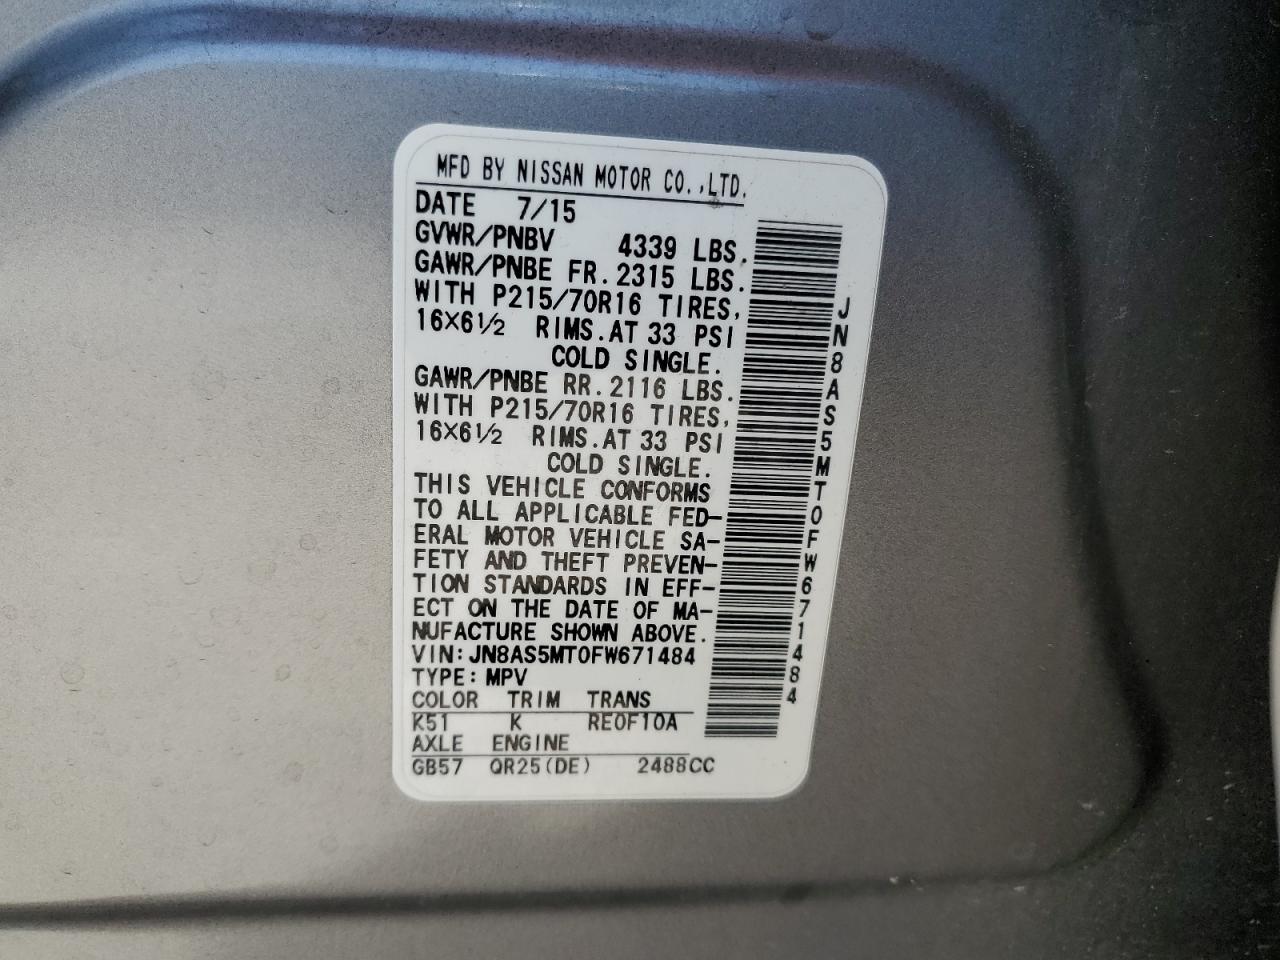 MFD BY NISSAN MOTOR CO.,LTD.
DATE 7/15
GVWR/PNBV 4339 LBS.
GAWR/PNBE FR. 2315 LBS.
WITH P215/70R16 TIRES,
16X6½ RIMS. AT 33 PSI
COLD SINGLE.
GAWR/PNBE RR. 2116 LBS.
WITH P215/70R16 TIRES,
16X6½ RIMS. AT 33 PSI
COLD SINGLE.
THIS VEHICLE CONFORMS
TO ALL APPLICABLE FED-
ERAL MOTOR VEHICLE SA-
FETY AND THEFT PREVEN-
TION STANDARDS IN EFF-
ECT ON THE DATE OF MA-
NUFACTURE SHOWN ABOVE.
VIN: JN8AS5MT0FW671484
TYPE: MPV
COLOR TRIM TRANS
K51 K RE0F10A
AXLE ENGINE
GB57 QR25(DE) 2488CC
JN8AS5MT0FW671484